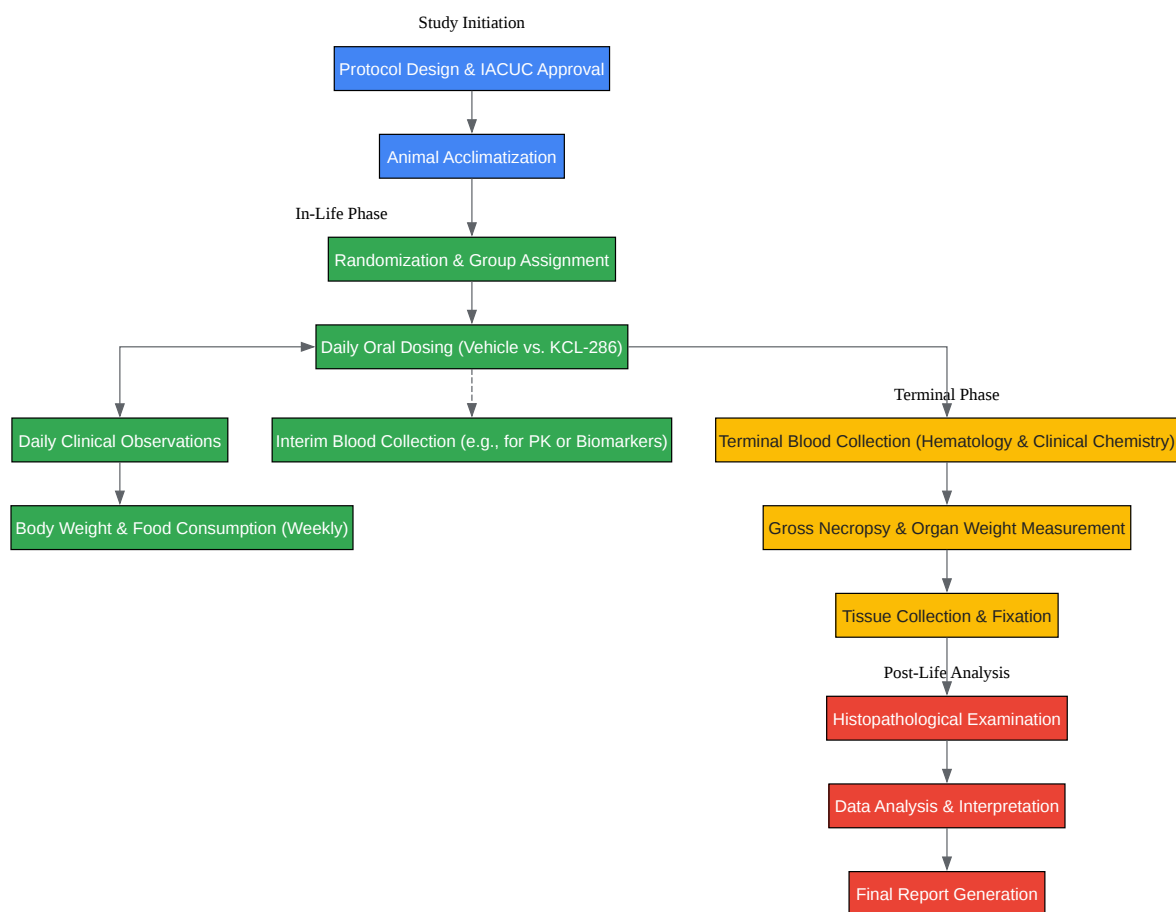 Study Initiation
Protocol Design & IACUC Approval
Animal Acclimatization
In-Life Phase
Randomization & Group Assignment
Daily Oral Dosing (Vehicle vs. KCL-286)
Terminal Phase
Daily Clinical Observations
Interim Blood Collection (e.g., for PK or Biomarkers)
Terminal Blood Collection (Hematology & Clinical Chemistry)
Body Weight & Food Consumption (Weekly)
Gross Necropsy & Organ Weight Measurement
Tissue Collection & Fixation
Post-Life Analysis
Histopathological Examination
Data Analysis & Interpretation
Final Report Generation